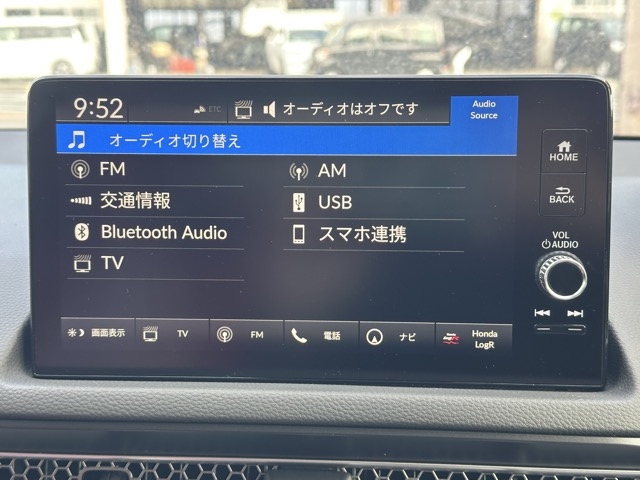 9:52 ETC オーディオはオフです Audio Source
オーディオ切り替え
FM AM
交通情報 USB
Bluetooth Audio スマホ連携
TV
画面表示 TV FM 電話 ナビ Honda LogR
HOME
BACK
VOL
AUDIO